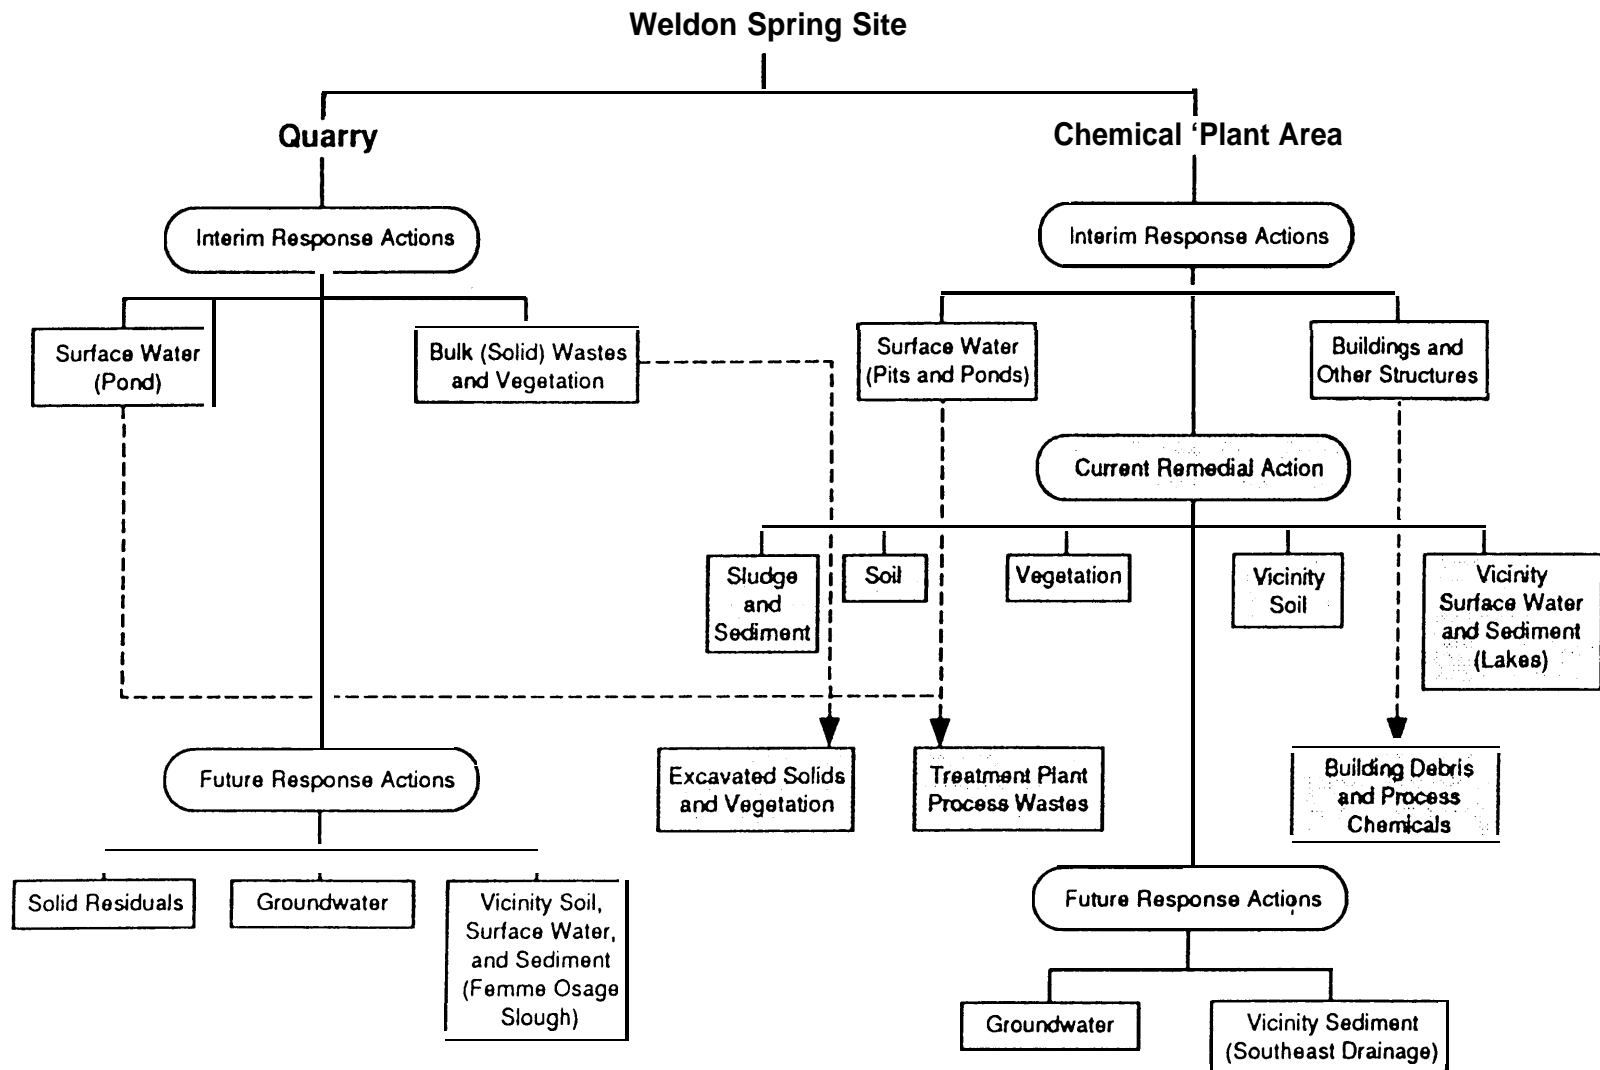 Weldon Spring Site
Quarry
Chemical ‘Plant Area
Interim Response Actions
Interim Response Actions
Surface Water
(Pond)
Bulk (Solid) Wastes
and Vegetation
Surface Water
(Pits and Ponds)
Buildings and
Other Structures
Current Remedial Action
Sludge
and
Sediment
Soil
Vegetation
Vicinity
Soil
Vicinity
Surface Water
and Sediment
(Lakes)
Excavated Solids
and Vegetation
Treatment Plant
Process Wastes
Building Debris
and Process
Chemicals
Future Response Actions
Solid Residuals
Groundwater
Vicinity Soil,
Surface Water,
and Sediment
(Femme Osage
Slough)
Future Response Actions
Groundwater
Vicinity Sediment
(Southeast Drainage)